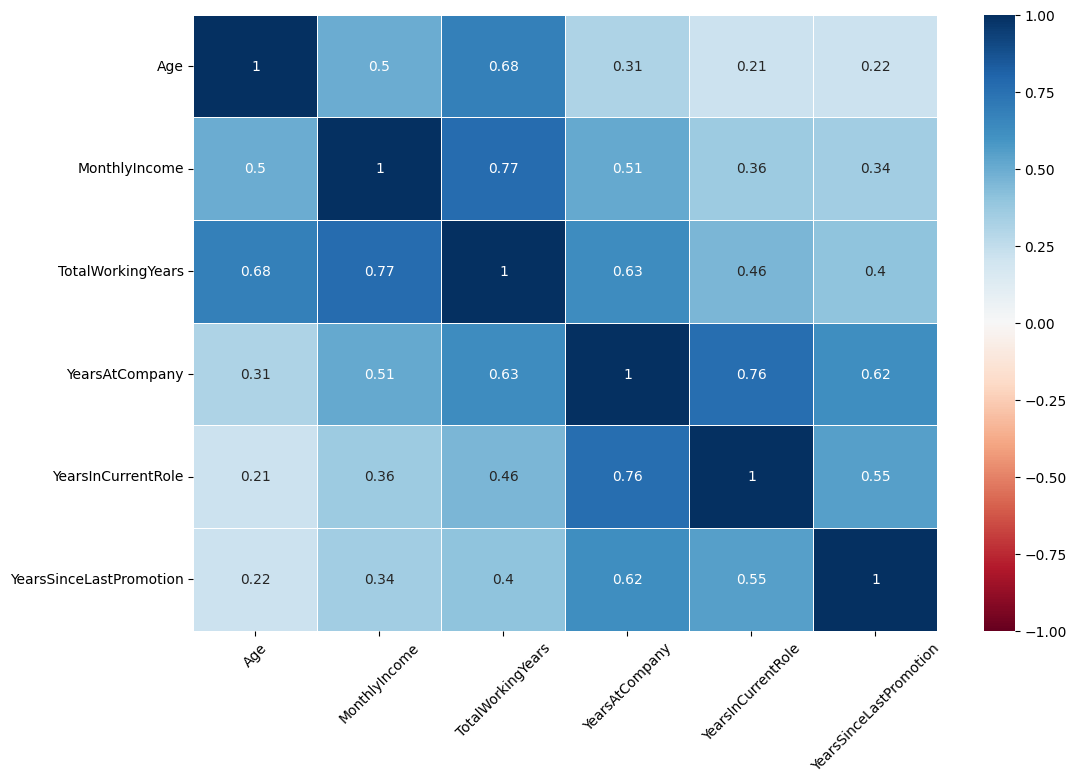 Age 1 0.5 0.68 0.31 0.21 0.22
MonthlyIncome 0.5 1 0.77 0.51 0.36 0.34
TotalWorkingYears 0.68 0.77 1 0.63 0.46 0.4
YearsAtCompany 0.31 0.51 0.63 1 0.76 0.62
YearsInCurrentRole 0.21 0.36 0.46 0.76 1 0.55
YearsSinceLastPromotion 0.22 0.34 0.4 0.62 0.55 1
Age
MonthlyIncome
TotalWorkingYears
YearsAtCompany
YearsInCurrentRole
YearsSinceLastPromotion
1.00
0.75
0.50
0.25
0.00
−0.25
−0.50
−0.75
−1.00